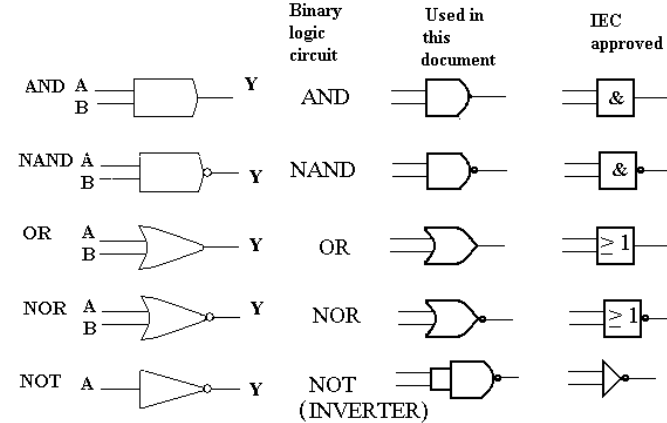 Binary logic circuit
Used in this document
IEC approved
AND A B Y AND &
NAND A B Y NAND &
OR A B Y OR ≥ 1
NOR A B Y NOR ≥ 1
NOT A Y NOT
(INVERTER)